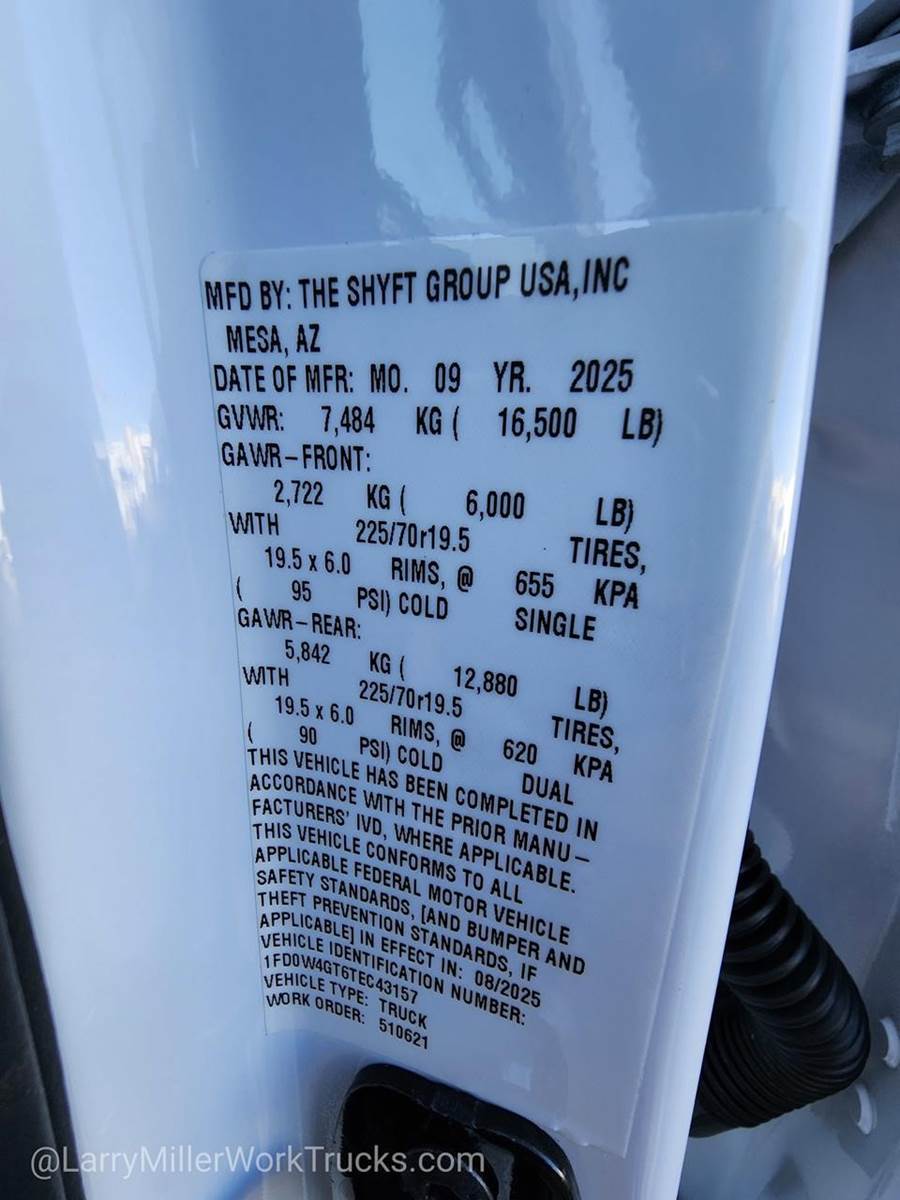 MFD BY: THE SHYFT GROUP USA,INC
MESA, AZ
DATE OF MFR: MO. 09 YR. 2025
GVWR: 7,484 KG ( 16,500 LB)
GAWR-FRONT:
2,722 KG ( 6,000 LB)
WITH 225/70r19.5 TIRES,
19.5 x 6.0 RIMS, @ 655 KPA
( 95 PSI) COLD SINGLE
GAWR-REAR:
5,842 KG ( 12,880 LB)
WITH 225/70r19.5 TIRES,
19.5 x 6.0 RIMS, @ 620 KPA
( 90 PSI) COLD DUAL
THIS VEHICLE HAS BEEN COMPLETED IN
ACCORDANCE WITH THE PRIOR MANU-
FACTURERS' IVD, WHERE APPLICABLE.
THIS VEHICLE CONFORMS TO ALL
APPLICABLE FEDERAL MOTOR VEHICLE
SAFETY STANDARDS, [AND BUMPER AND
THEFT PREVENTION STANDARDS, IF
APPLICABLE] IN EFFECT IN: 08/2025
VEHICLE IDENTIFICATION NUMBER:
1FD0W4GT6TEC43157
VEHICLE TYPE: TRUCK
WORK ORDER: 510621
@LarryMillerWorkTrucks.com